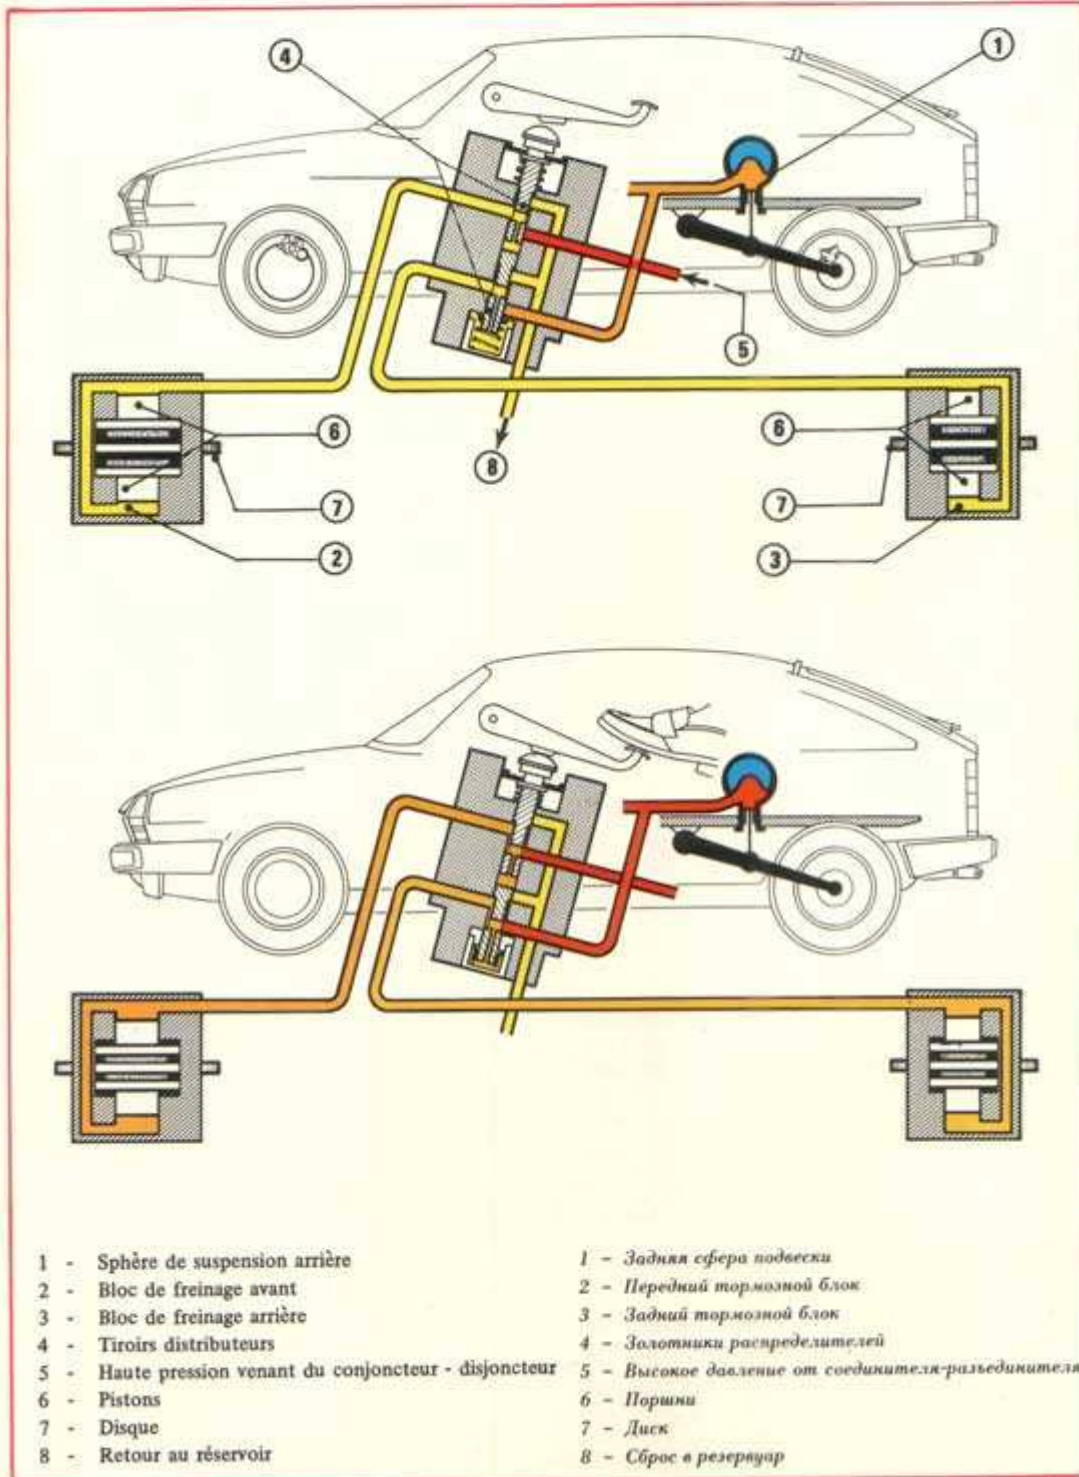 4
1
5
6
6
8
7
7
2
3
1 - Sphère de suspension arrière
2 - Bloc de freinage avant
3 - Bloc de freinage arrière
4 - Tiroirs distributeurs
5 - Haute pression venant du conjoncteur - disjoncteur
6 - Pistons
7 - Disque
8 - Retour au réservoir
1 - Задняя сфера подвески
2 - Передний тормозной блок
3 - Задний тормозной блок
4 - Золотники распределителей
5 - Высокое давление от соединителя-разъединителя
6 - Поршни
7 - Диск
8 - Сброс в резервуар